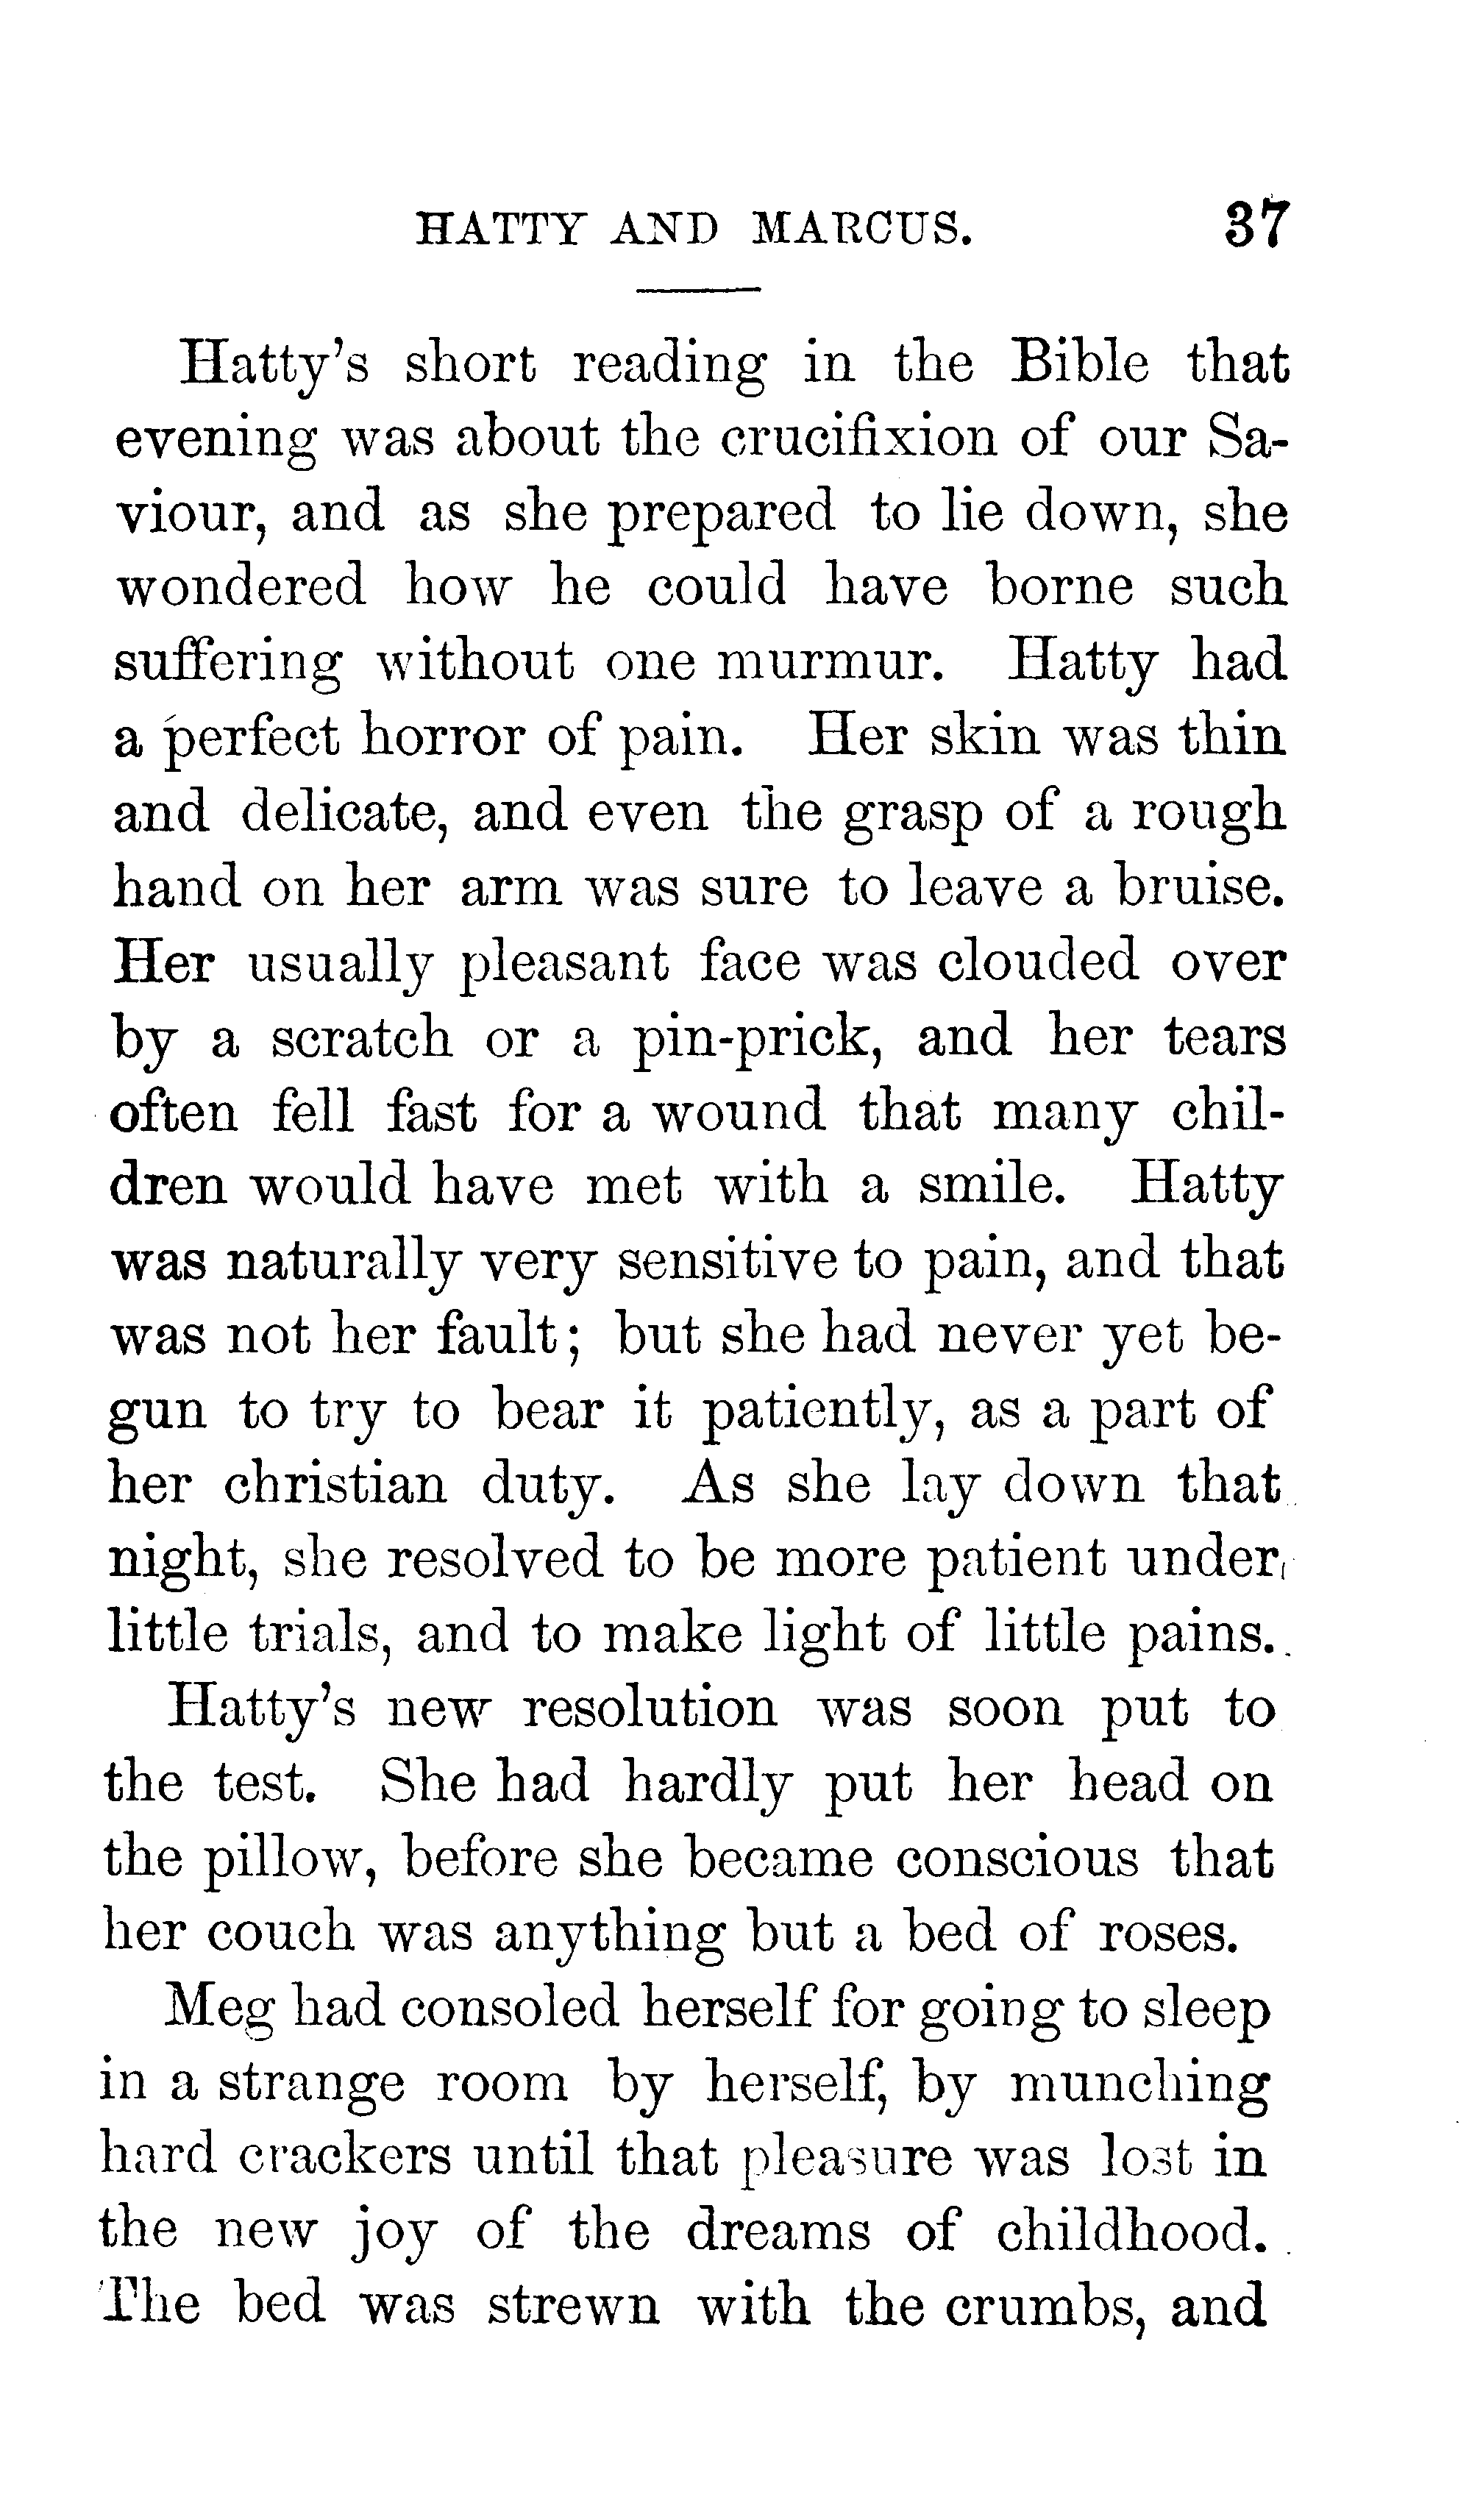 HATTY AND MARCUS. 37
Hatty's short reading in the Bible that
evening was about the crucifixion of our Sa-
viour, and as she prepared to lie down, she
wondered how he could have borne such
suffering without one murmur. Hatty had
a perfect horror of pain. Her skin was thin
and delicate, and even the grasp of a rough
hand on her arm was sure to leave a bruise.
Her usually pleasant face was clouded over
by a scratch or a pin-prick, and her tears
often fell fast for a wound that many chil-
dren would have met with a smile. Hatty
was naturally very sensitive to pain, and that
was not her fault; but she had never yet be-
gun to try to bear it patiently, as a part of
her christian duty. As she lay down that
night, she resolved to be more patient under
little trials, and to make light of little pains.
Hatty's new resolution was soon put to
the test. She had hardly put her head on
the pillow, before she became conscious that
her couch was anything but a bed of roses.
Meg had consoled herself for going to sleep
in a strange room by herself, by munching
hard crackers until that pleasure was lost in
the new joy of the dreams of childhood.
The bed was strewn with the crumbs, and